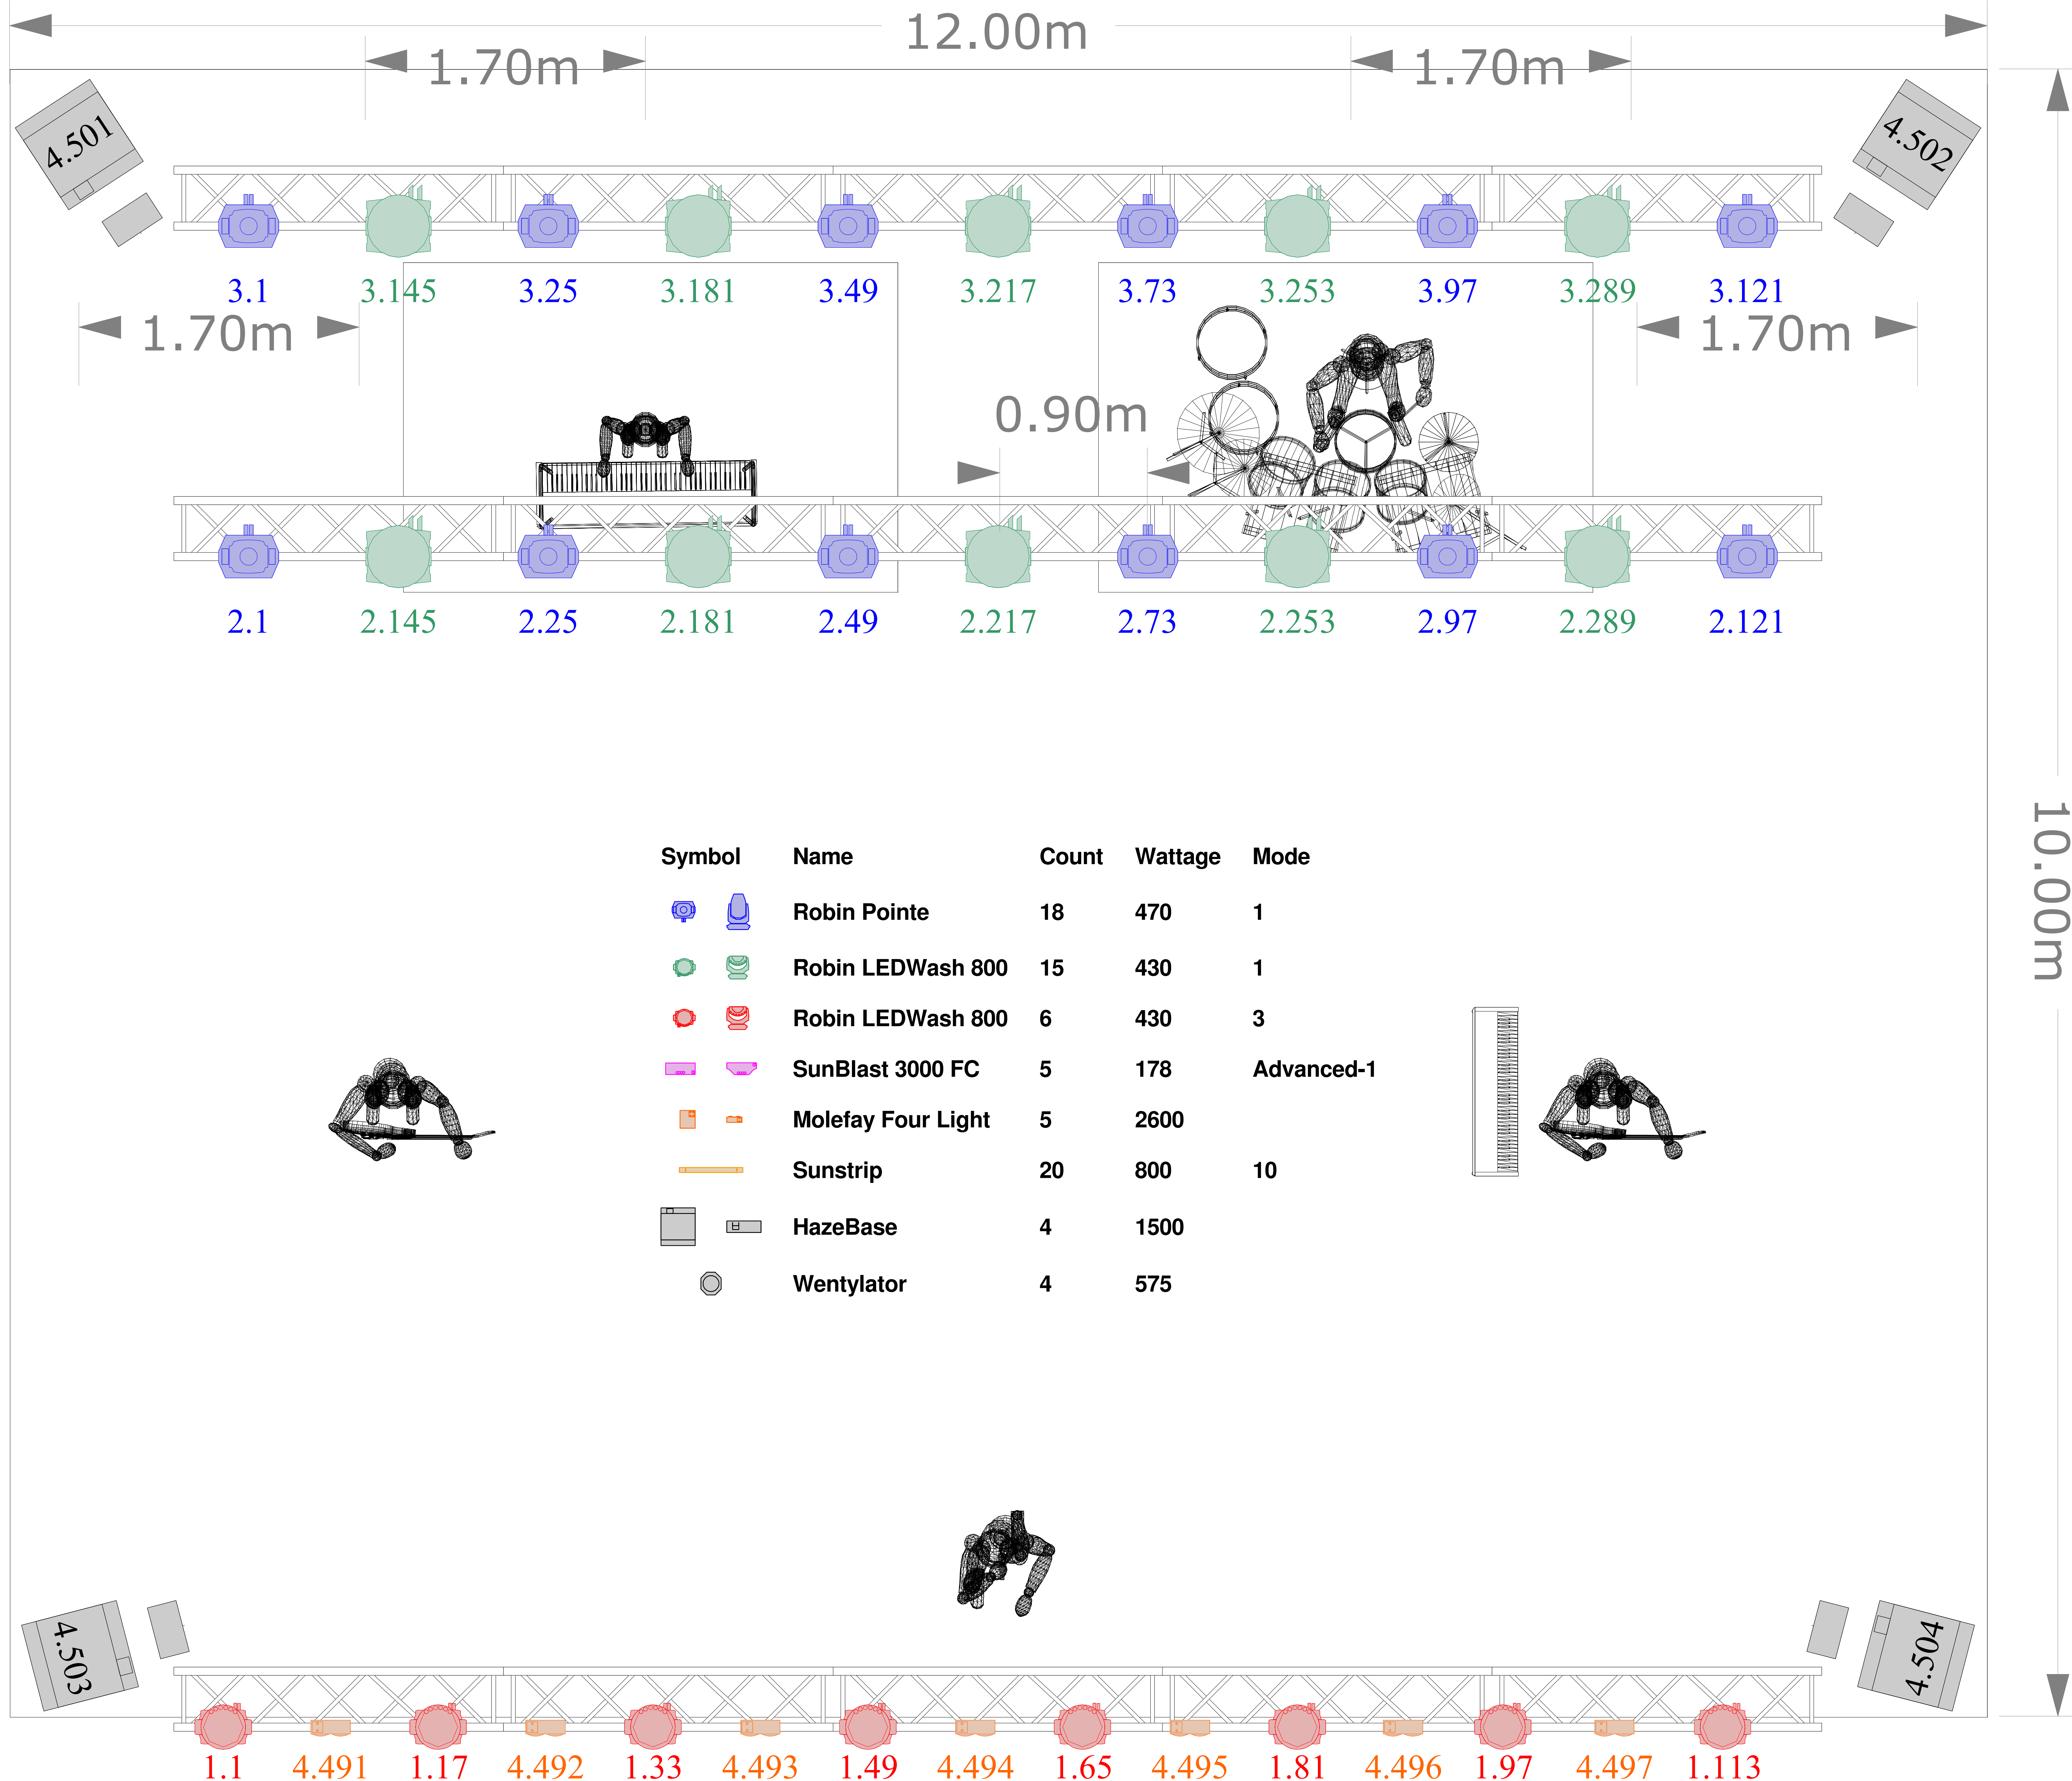 12.00m
1.70m 1.70m
4.501 4.502
3.1 3.145 3.25 3.181 3.49 3.217 3.73 3.253 3.97 3.289 3.121
1.70m 1.70m
0.90m
2.1 2.145 2.25 2.181 2.49 2.217 2.73 2.253 2.97 2.289 2.121
10.00m
Symbol Name Count Wattage Mode
Robin Pointe 18 470 1
Robin LEDWash 800 15 430 1
Robin LEDWash 800 6 430 3
SunBlast 3000 FC 5 178 Advanced-1
Molefay Four Light 5 2600
Sunstrip 20 800 10
HazeBase 4 1500
Wentylator 4 575
4.503 4.504
1.1 4.491 1.17 4.492 1.33 4.493 1.49 4.494 1.65 4.495 1.81 4.496 1.97 4.497 1.113